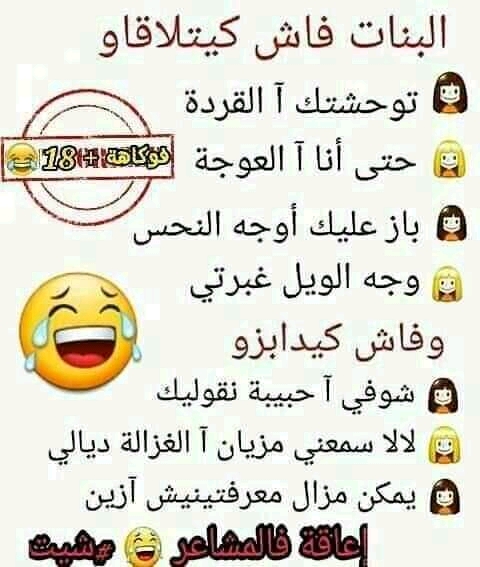 البنات فاش كيتلاقاو
توحشتك آ القردة
حتى أنا آ العوجة
فوكاهة + 18 😂
باز عليك أوجه النحس
وجه الويل غبرتي
وفاش كيدابزو
شوفي آ حبيبة نقوليك
لالا سمعني مزيان آ الغزالة ديالي
يمكن مزال معرفتينيش آزين
إعاقة فالمشاعر 😂 #شيت